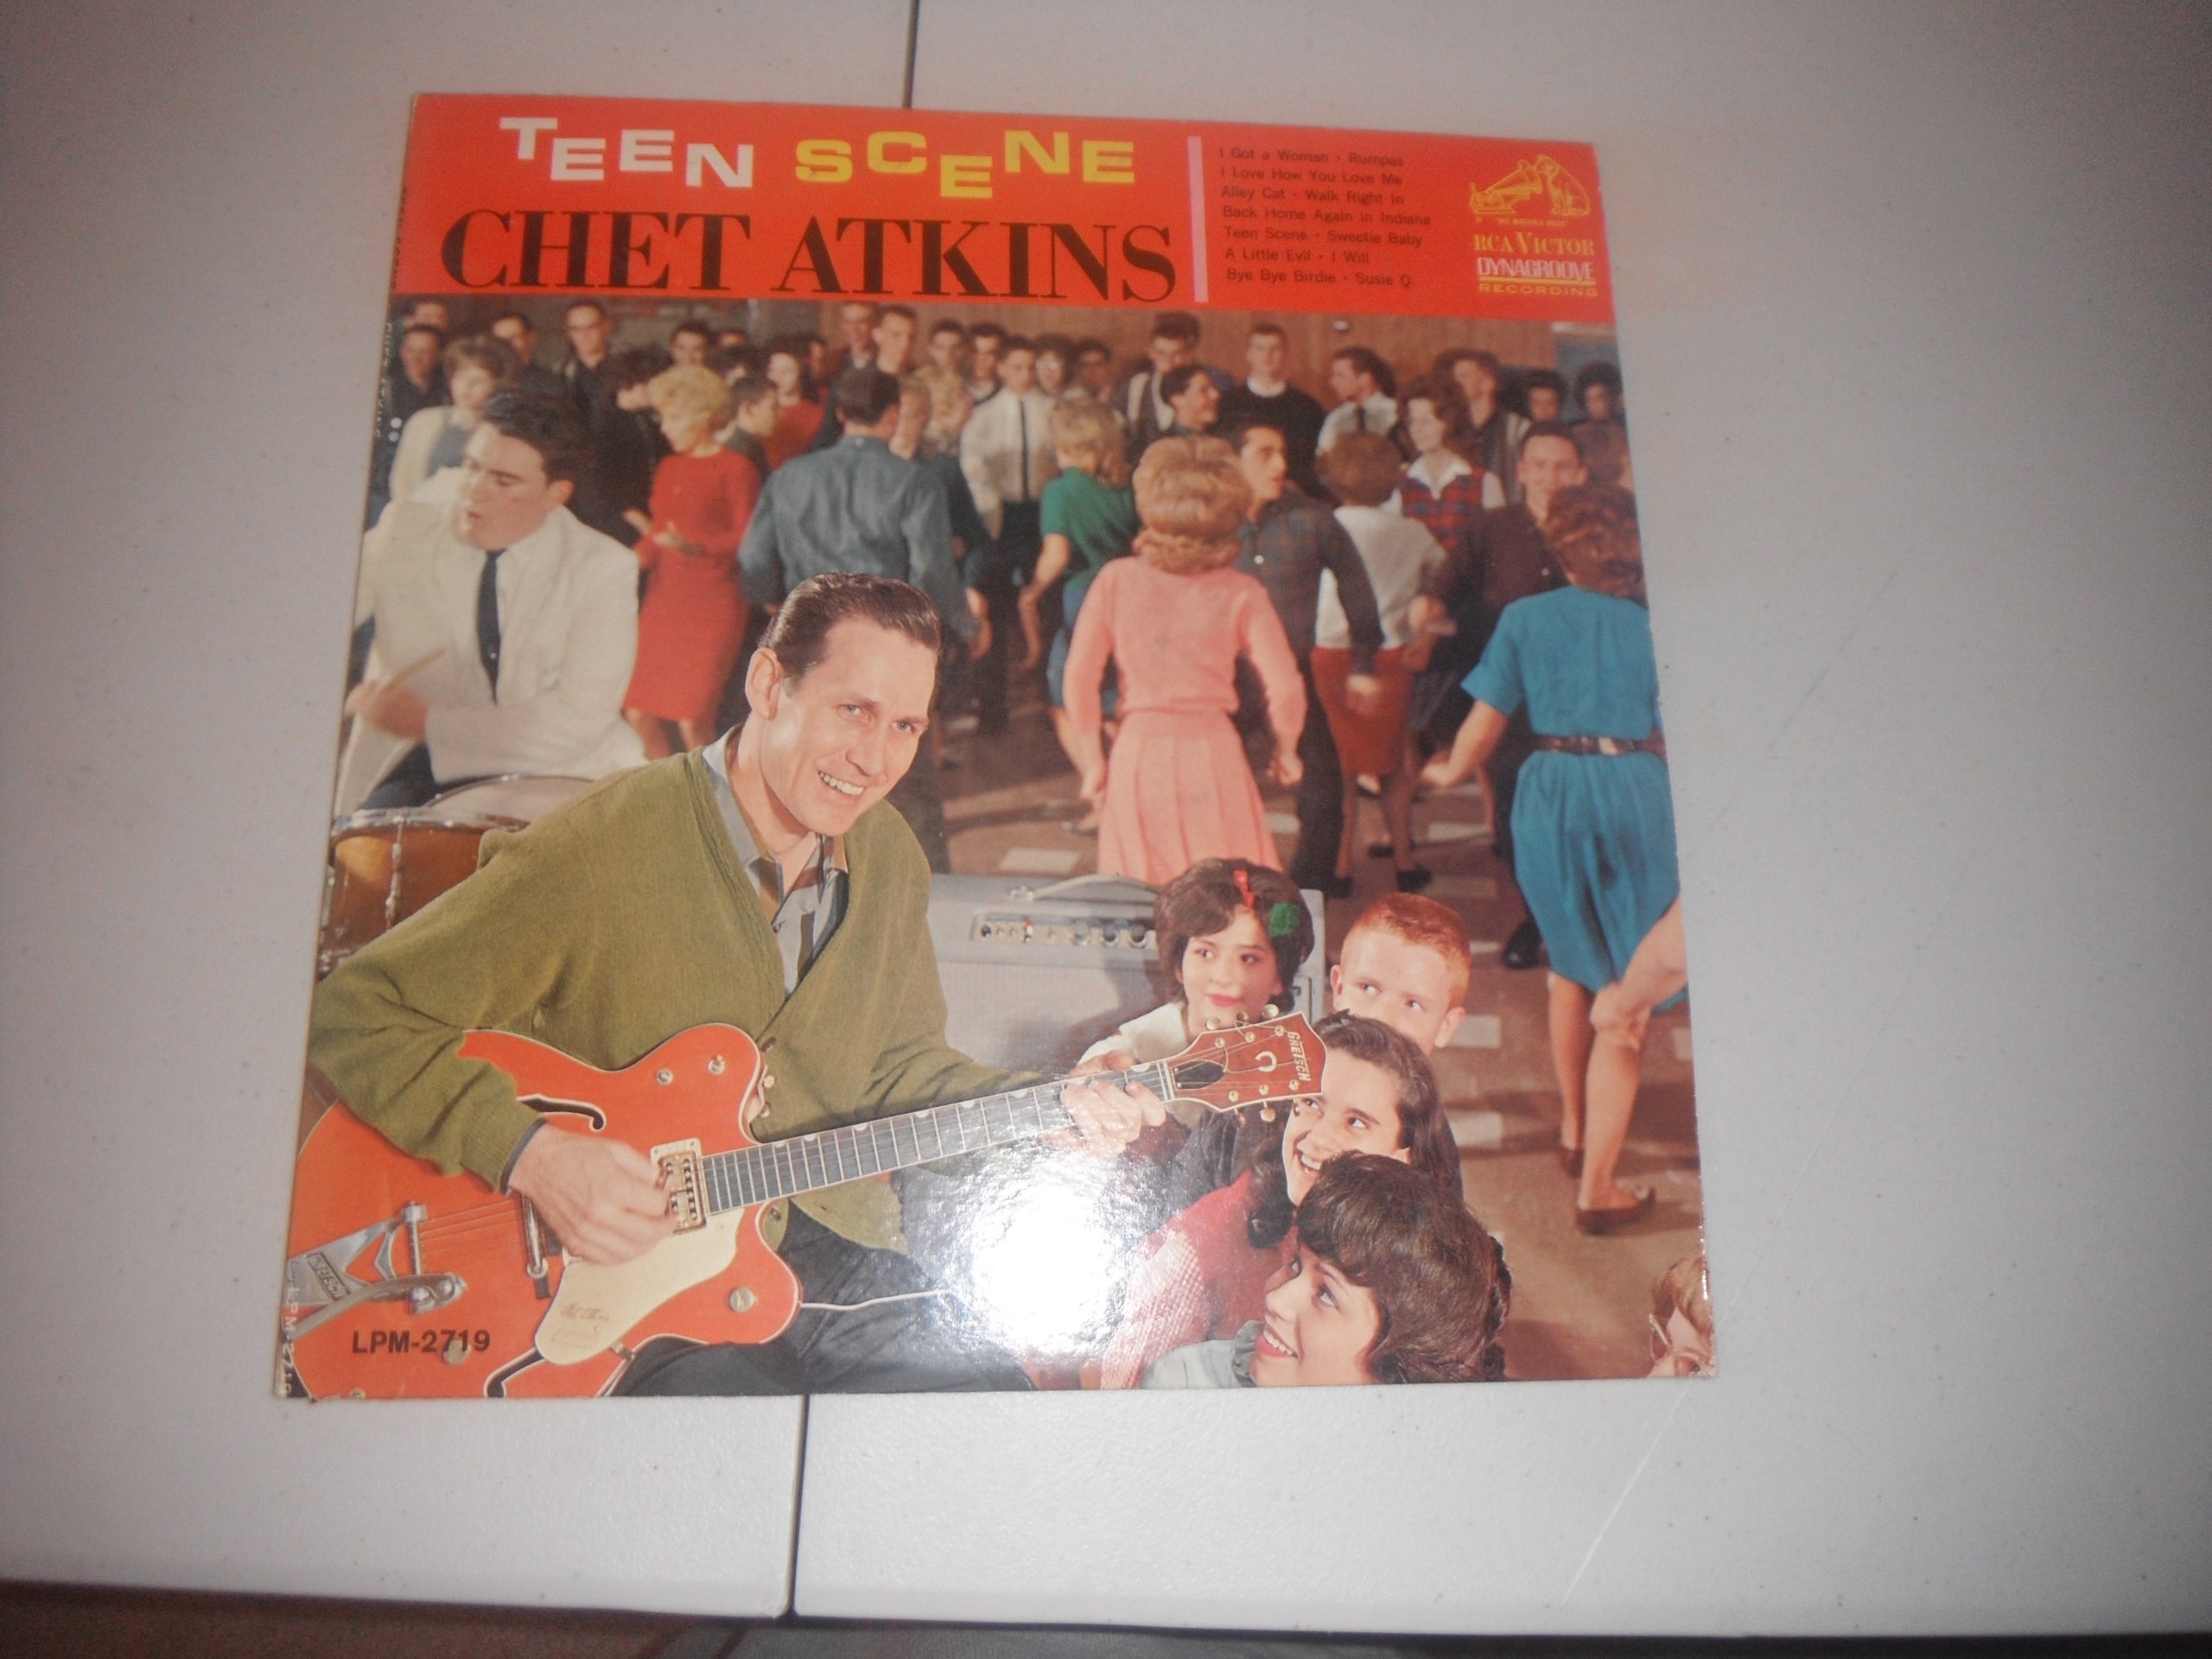 TEEN SCENE
CHET ATKINS
I Got a Woman • Rumpus
I Love How You Love Me
Alley Cat • Walk Right In
Back Home Again in Indiana
Teen Scene • Sweetie Baby
A Little Evil • I Will
Bye Bye Birdie • Susie Q.
RCA VICTOR
DYNAGROOVE
RECORDING
GRETSCH
LPM-2719
LPM-2719